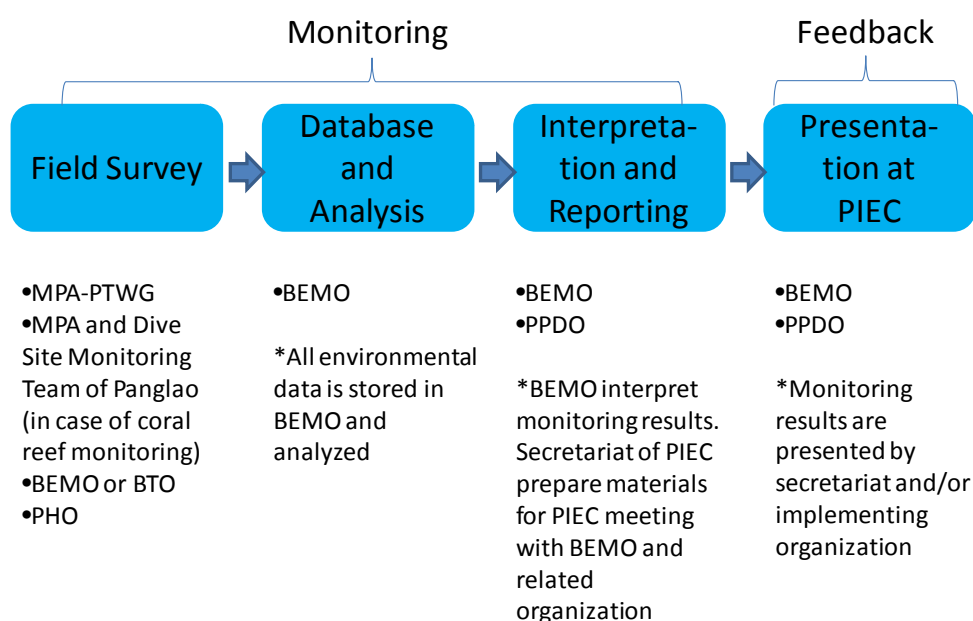 Monitoring
Feedback
Field Survey
Database
and
Analysis
Interpreta-
tion and
Reporting
Presenta-
tion at
PIEC
•MPA-PTWG
•MPA and Dive
Site Monitoring
Team of Panglao
(in case of coral
reef monitoring)
•BEMO or BTO
•PHO
•BEMO
*All environmental
data is stored in
BEMO and
analyzed
•BEMO
•PPDO
*BEMO interpret
monitoring results.
Secretariat of PIEC
prepare materials
for PIEC meeting
with BEMO and
related
organization
•BEMO
•PPDO
*Monitoring
results are
presented by
secretariat and/or
implementing
organization